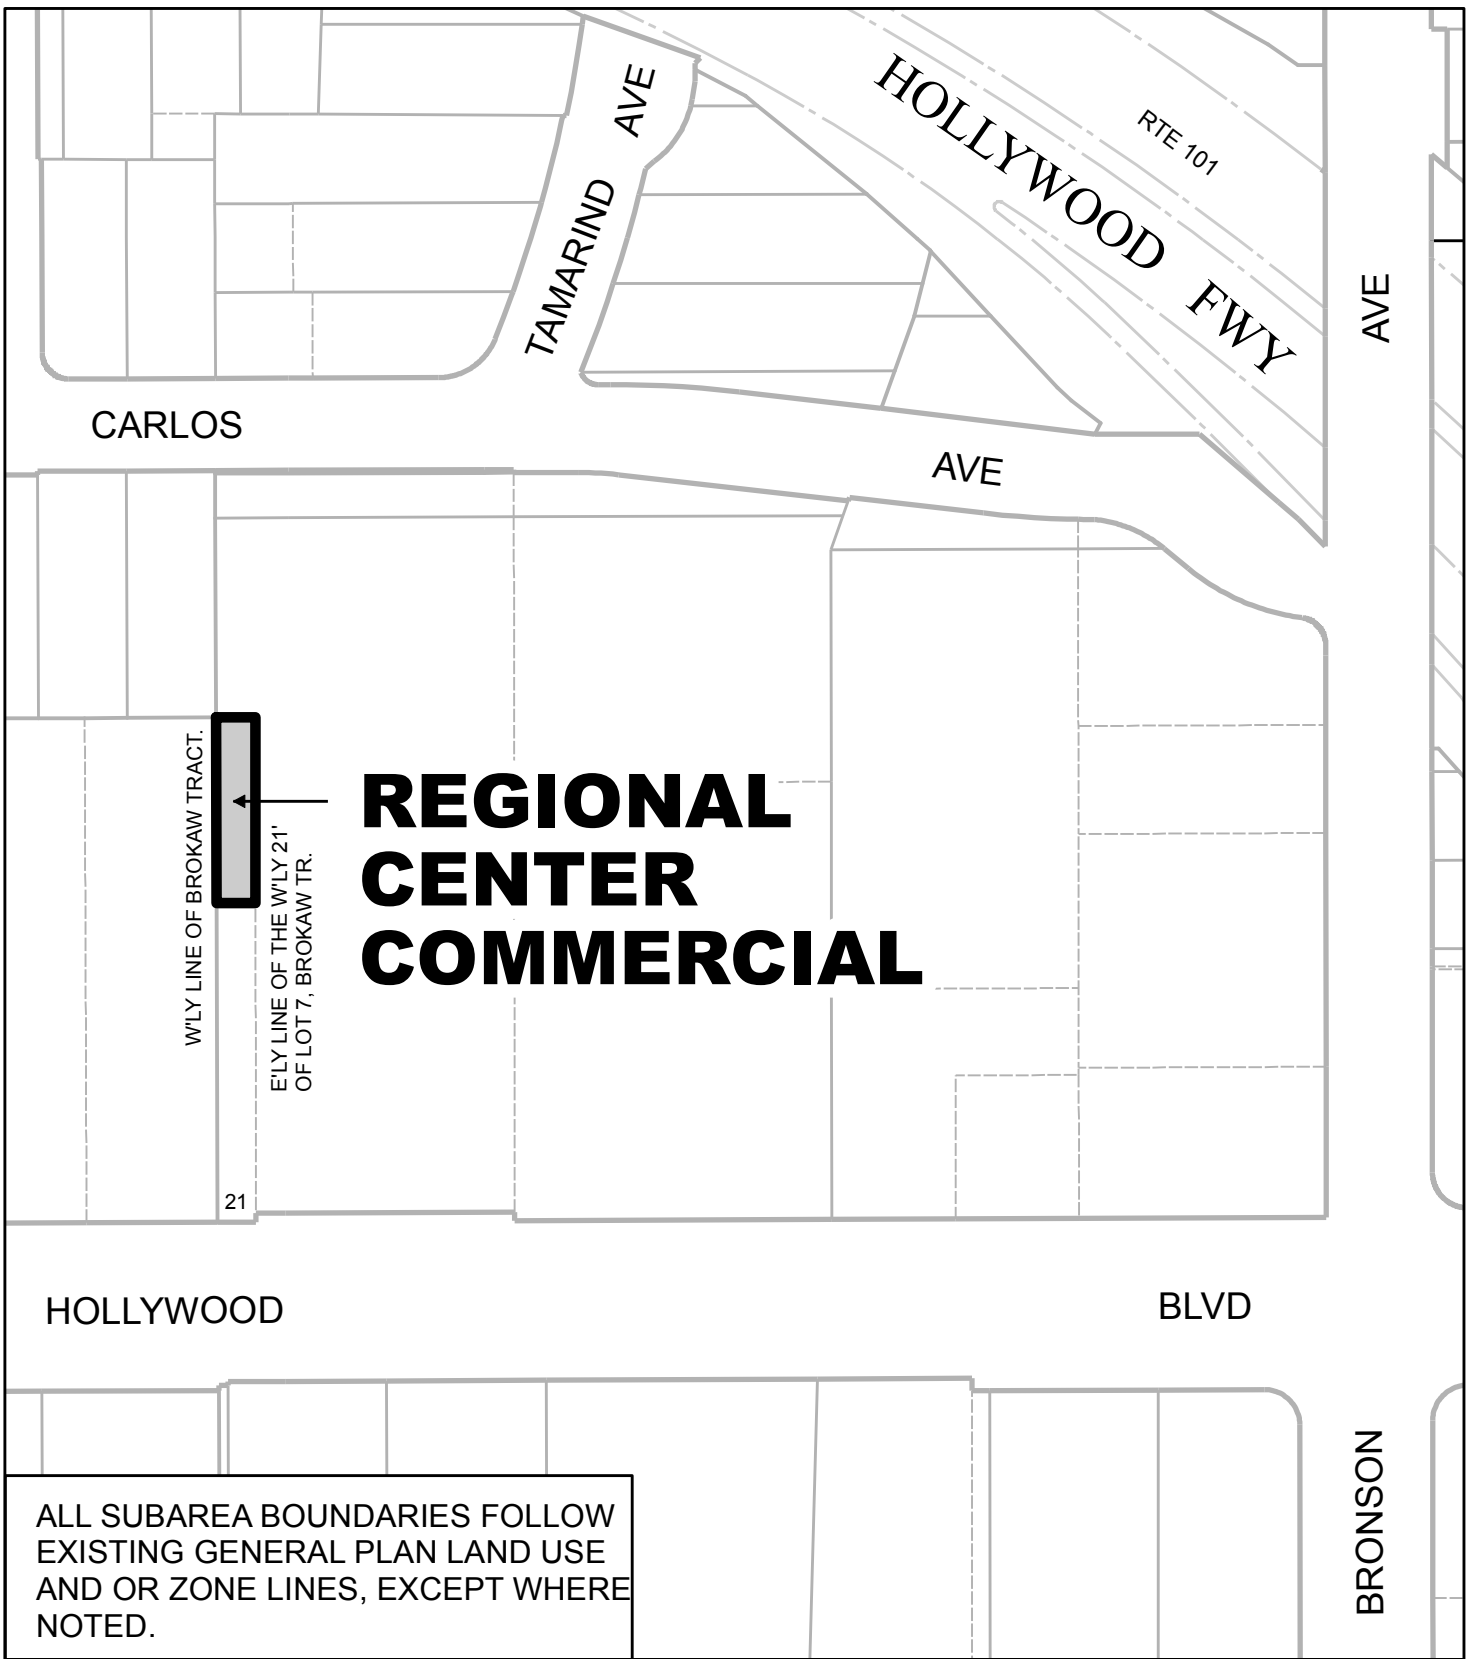 TAMARIND AVE
HOLLYWOOD FWY
RTE 101
AVE
CARLOS
AVE
W'LY LINE OF BROKAW TRACT.
E'LY LINE OF THE W'LY 21'
OF LOT 7, BROKAW TR.
REGIONAL
CENTER
COMMERCIAL
21
HOLLYWOOD
BLVD
BRONSON
ALL SUBAREA BOUNDARIES FOLLOW
EXISTING GENERAL PLAN LAND USE
AND OR ZONE LINES, EXCEPT WHERE
NOTED.